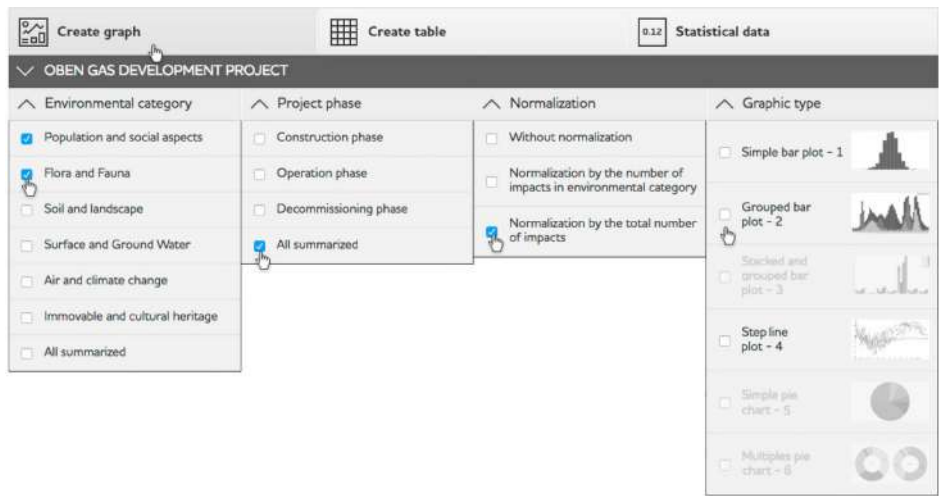 Create graph
Create table
0.12 Statistical data
OBEN GAS DEVELOPMENT PROJECT
Environmental category
Project phase
Normalization
Graphic type
Population and social aspects
Flora and Fauna
Soil and landscape
Surface and Ground Water
Air and climate change
Immovable and cultural heritage
All summarized
Construction phase
Operation phase
Decommissioning phase
All summarized
Without normalization
Normalization by the number of
impacts in environmental category
Normalization by the total number
of impacts
Simple bar plot - 1
Grouped bar
plot - 2
Stacked and
grouped bar
plot - 3
Step line
plot - 4
Simple pie
chart - 5
Multiples pie
chart - 6